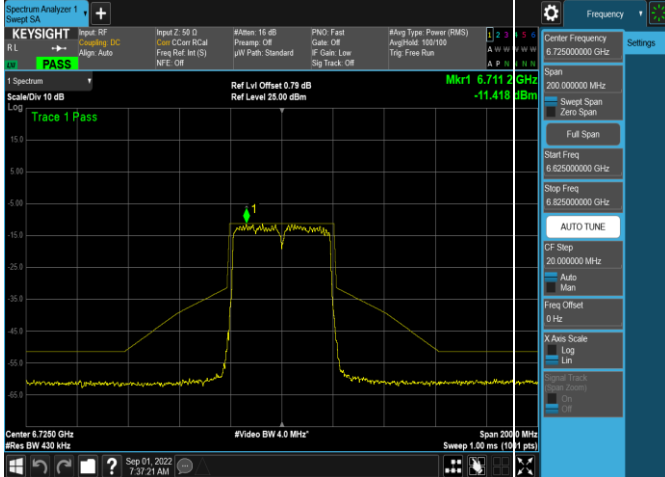 Spectrum Analyzer 1
Swept SA
+
Frequency
KEYSIGHT
R L
LV PASS
Input: RF
Coupling: DC
Align: Auto
Input Z: 50 Ω
Corr CCorr RCal
Freq Ref: Int (S)
NFE: Off
#Atten: 16 dB
Preamp: Off
µW Path: Standard
PNO: Fast
Gate: Off
IF Gain: Low
Sig Track: Off
#Avg Type: Power (RMS)
Avg|Hold: 100/100
Trig: Free Run
1 2 3 4 5 6
A W W W W W
A P N N N N
1 Spectrum
Scale/Div 10 dB
Ref Lvl Offset 0.79 dB
Ref Level 25.00 dBm
Mkr1 6.711 2 GHz
-11.418 dBm
Log
Trace 1 Pass
15.0
5.00
-5.00
-15.0
-25.0
-35.0
-45.0
-55.0
-65.0
1
Center 6.7250 GHz
#Res BW 430 kHz
#Video BW 4.0 MHz*
Span 200.0 MHz
Sweep 1.00 ms (1001 pts)
Sep 01, 2022
7:37:21 AM
?
Center Frequency
6.725000000 GHz
Settings
Span
200.000000 MHz
Swept Span
Zero Span
Full Span
Start Freq
6.625000000 GHz
Stop Freq
6.825000000 GHz
AUTO TUNE
CF Step
20.000000 MHz
Auto
Man
Freq Offset
0 Hz
X Axis Scale
Log
Lin
Signal Track
(Span Zoom)
On
Off